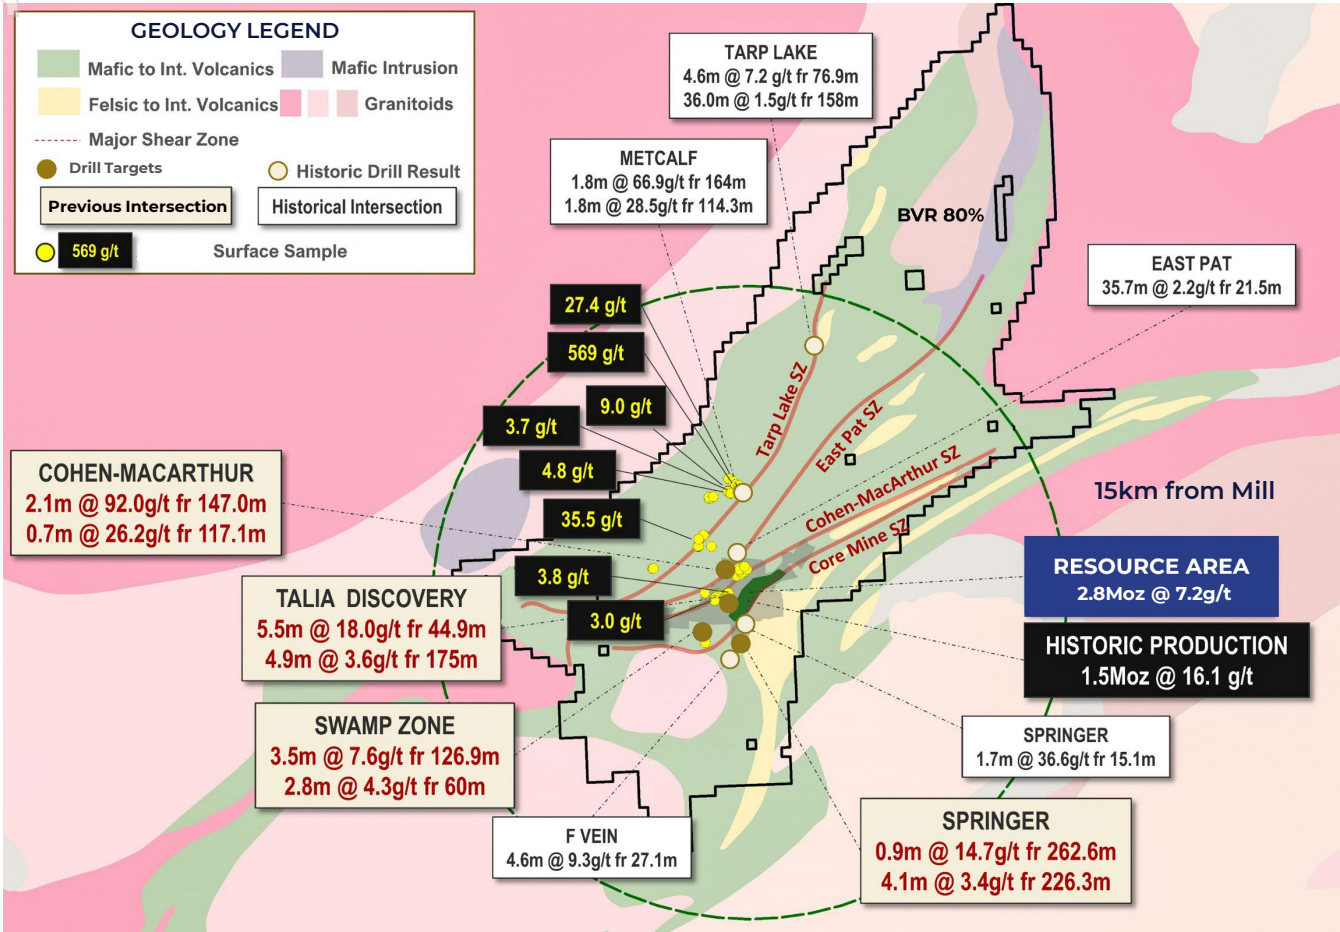 GEOLOGY LEGEND
Mafic to Int. Volcanics
Mafic Intrusion
Felsic to Int. Volcanics
Granitoids
Major Shear Zone
Drill Targets
Historic Drill Result
Previous Intersection
Historical Intersection
569 g/t
Surface Sample
TARP LAKE
4.6m @ 7.2 g/t fr 76.9m
36.0m @ 1.5g/t fr 158m
METCALF
1.8m @ 66.9g/t fr 164m
1.8m @ 28.5g/t fr 114.3m
BVR 80%
EAST PAT
35.7m @ 2.2g/t fr 21.5m
27.4 g/t
569 g/t
9.0 g/t
3.7 g/t
4.8 g/t
35.5 g/t
3.8 g/t
3.0 g/t
Tarp Lake SZ
East Pat SZ
Cohen-MacArthur SZ
Core Mine SZ
15km from Mill
COHEN-MACARTHUR
2.1m @ 92.0g/t fr 147.0m
0.7m @ 26.2g/t fr 117.1m
RESOURCE AREA
2.8Moz @ 7.2g/t
TALIA DISCOVERY
5.5m @ 18.0g/t fr 44.9m
4.9m @ 3.6g/t fr 175m
HISTORIC PRODUCTION
1.5Moz @ 16.1 g/t
SWAMP ZONE
3.5m @ 7.6g/t fr 126.9m
2.8m @ 4.3g/t fr 60m
SPRINGER
1.7m @ 36.6g/t fr 15.1m
F VEIN
4.6m @ 9.3g/t fr 27.1m
SPRINGER
0.9m @ 14.7g/t fr 262.6m
4.1m @ 3.4g/t fr 226.3m